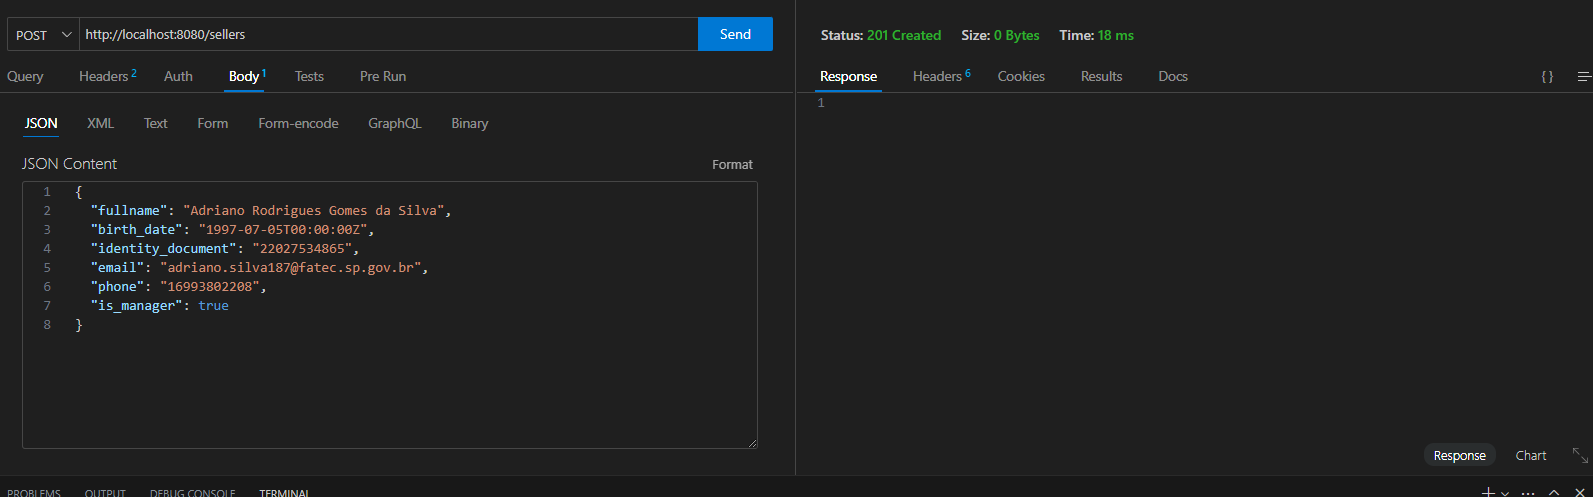 POST http://localhost:8080/sellers Send
Query Headers 2 Auth Body 1 Tests Pre Run
JSON XML Text Form Form-encode GraphQL Binary
JSON Content Format
1 {
2 "fullname": "Adriano Rodrigues Gomes da Silva",
3 "birth_date": "1997-07-05T00:00:00Z",
4 "identity_document": "22027534865",
5 "email": "adriano.silva187@fatec.sp.gov.br",
6 "phone": "16993802208",
7 "is_manager": true
8 }
Status: 201 Created Size: 0 Bytes Time: 18 ms
Response Headers 6 Cookies Results Docs { }
1
Response Chart
PROBLEMS OUTPUT DEBUG CONSOLE TERMINAL